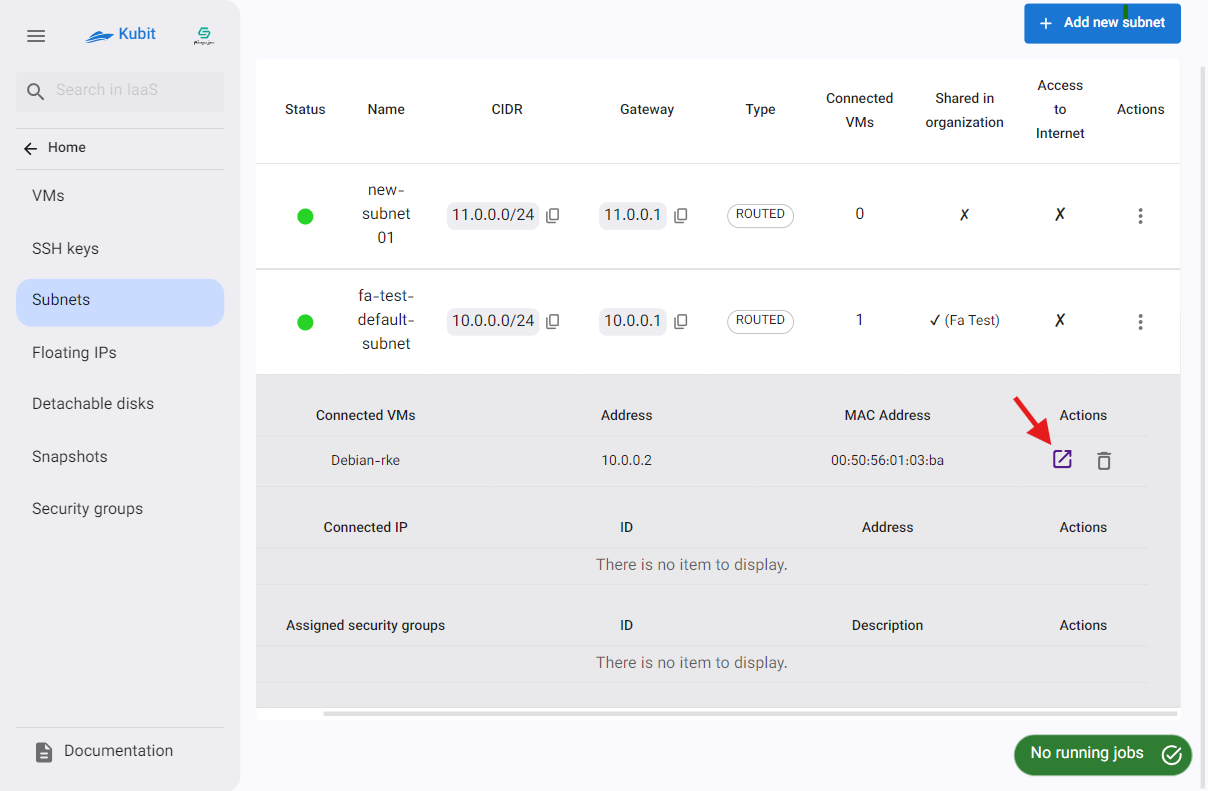 Kubit
Add new subnet
Search in IaaS
Home
VMs
SSH keys
Subnets
Floating IPs
Detachable disks
Snapshots
Security groups
Documentation
Status Name CIDR Gateway Type Connected VMs Shared in organization Access to Internet Actions
new-subnet 01 11.0.0.0/24 11.0.0.1 ROUTED 0 ✗ ✗
fa-test-default-subnet 10.0.0.0/24 10.0.0.1 ROUTED 1 ✓ (Fa Test) ✗
Connected VMs Address MAC Address Actions
Debian-rke 10.0.0.2 00:50:56:01:03:ba
Connected IP ID Address Actions
There is no item to display.
Assigned security groups ID Description Actions
There is no item to display.
No running jobs